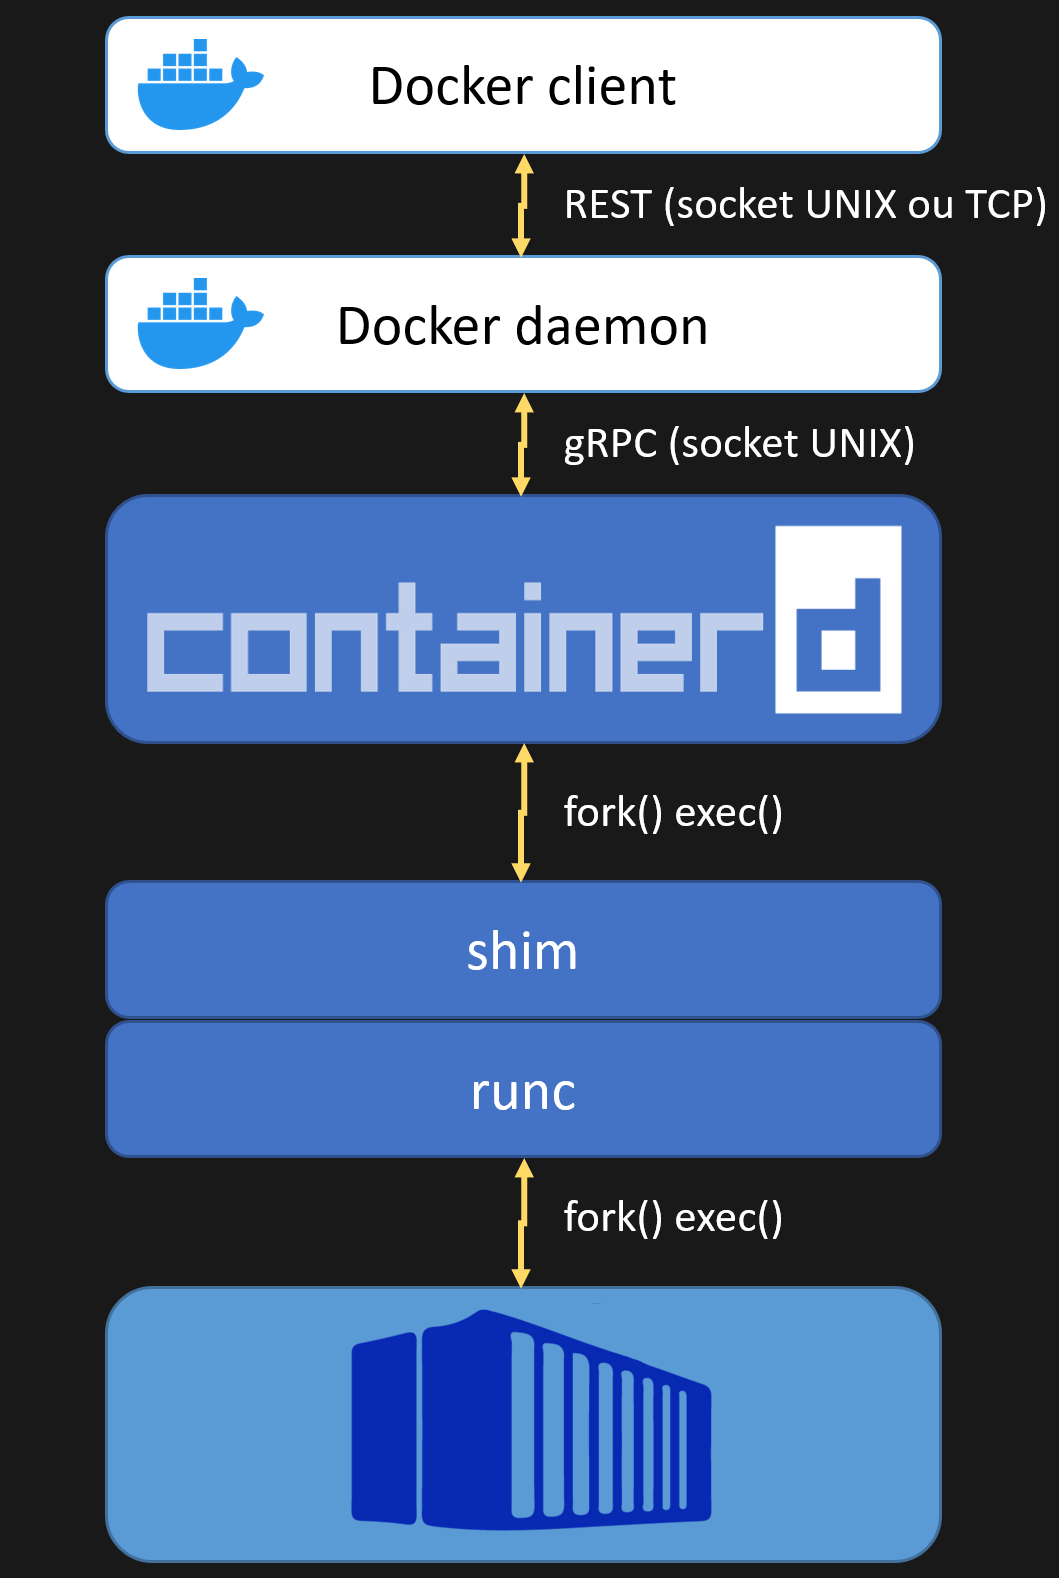 Docker client
REST (socket UNIX ou TCP)
Docker daemon
gRPC (socket UNIX)
containerd
fork() exec()
shim
runc
fork() exec()